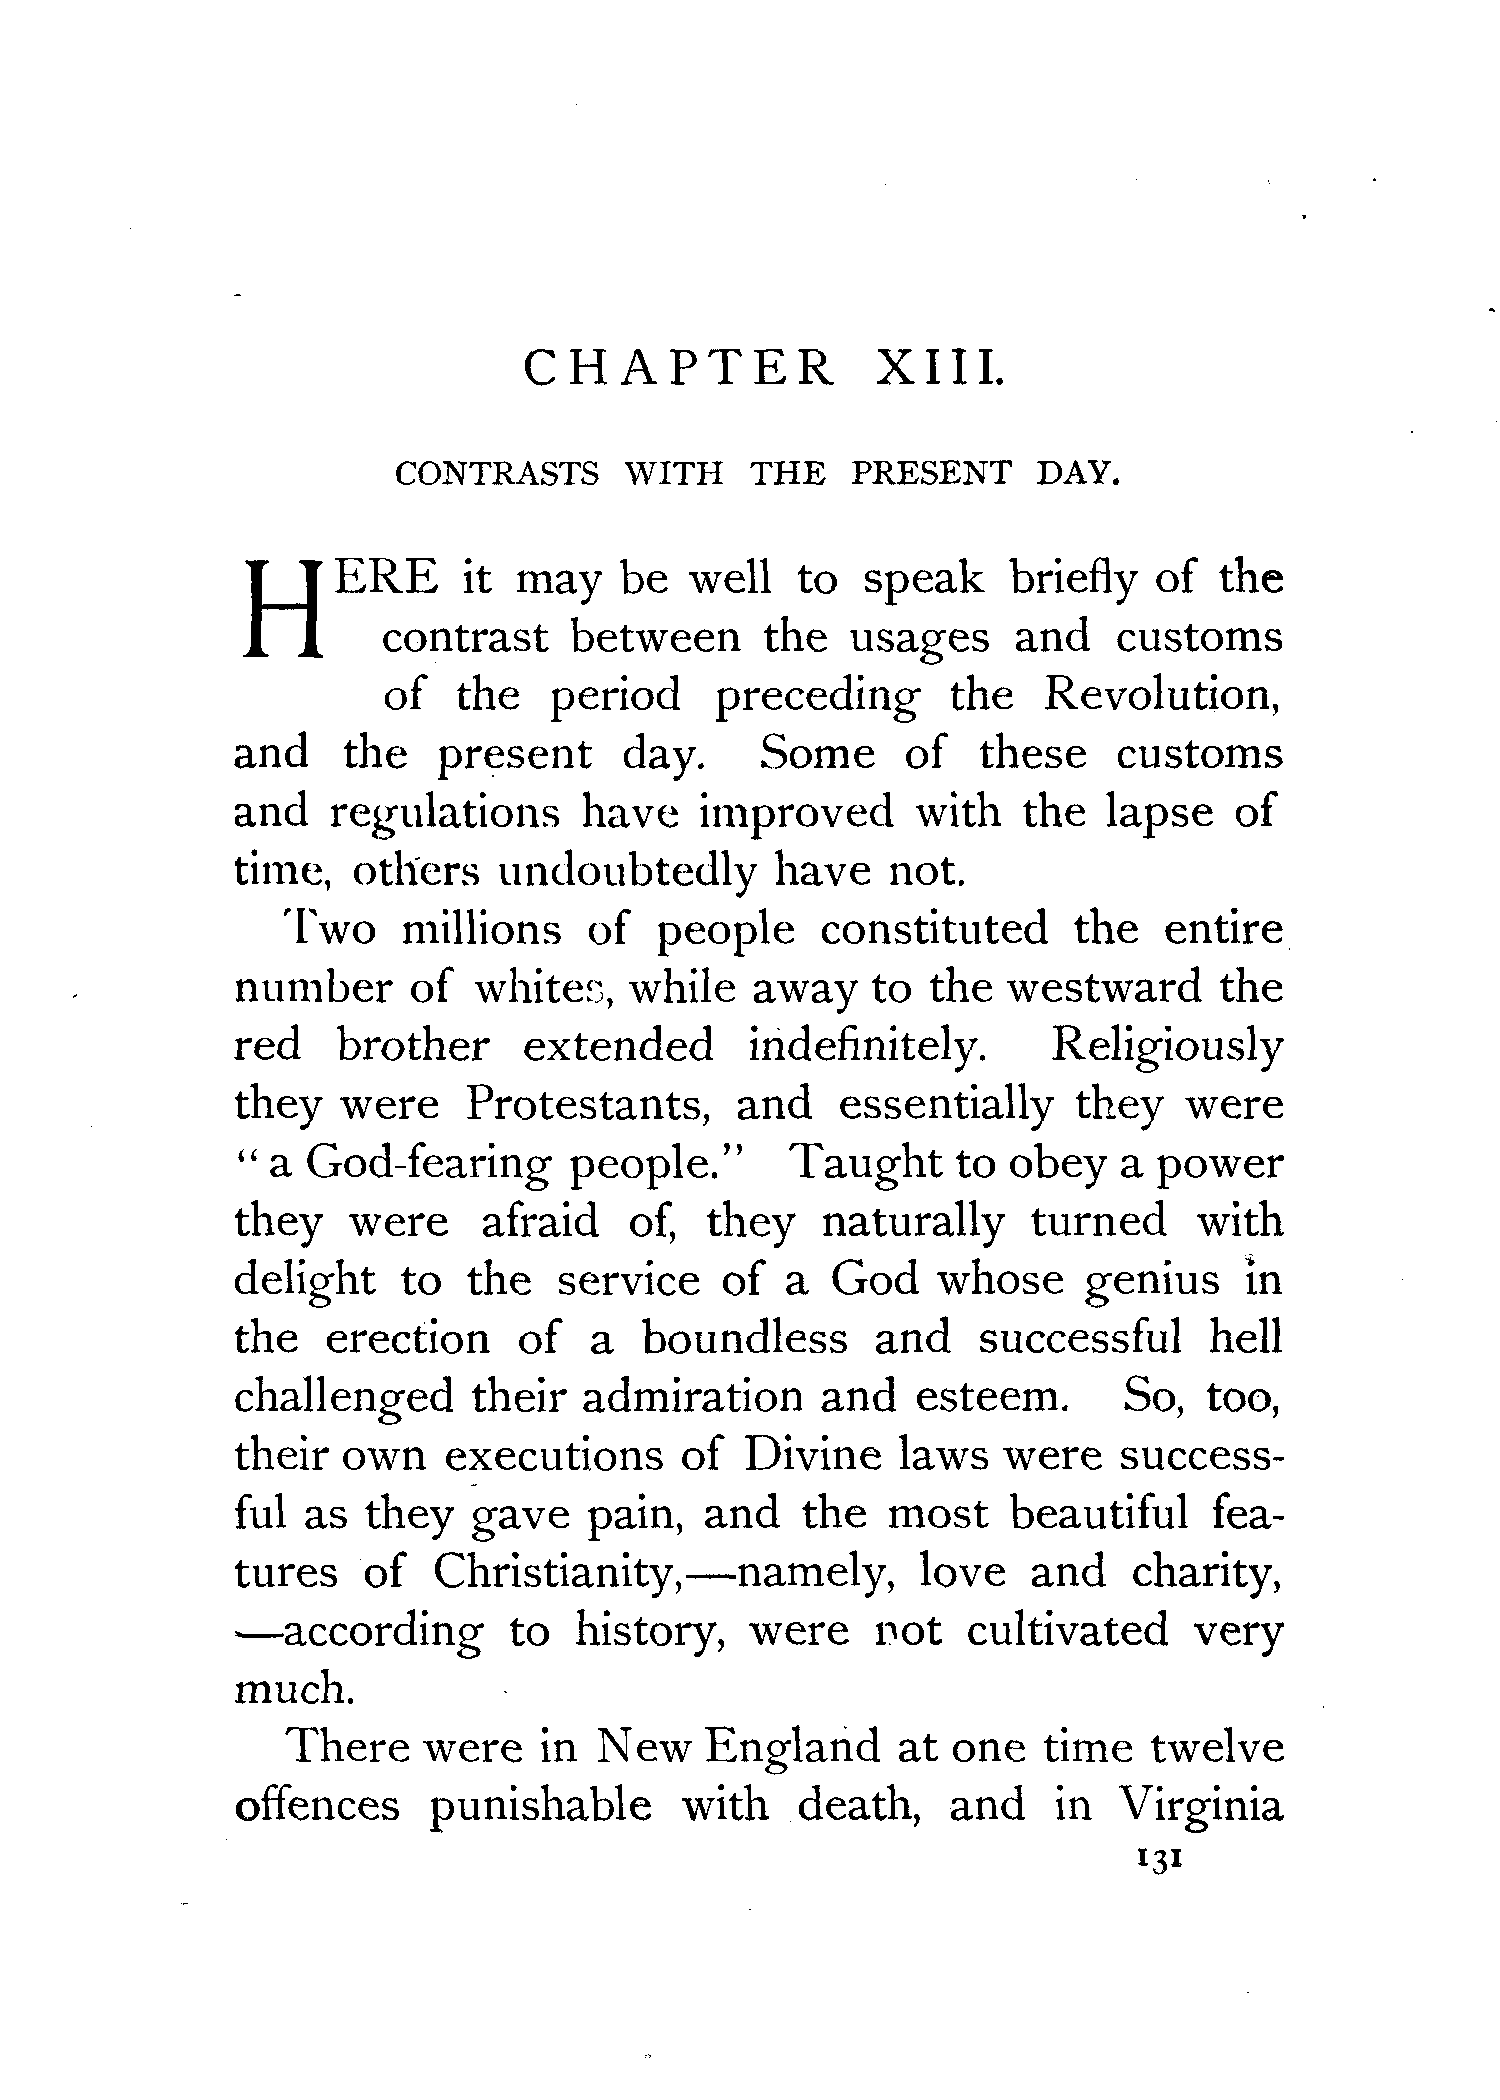 CHAPTER XIII.
CONTRASTS WITH THE PRESENT DAY.
HERE it may be well to speak briefly of the
contrast between the usages and customs
of the period preceding the Revolution,
and the present day. Some of these customs
and regulations have improved with the lapse of
time, others undoubtedly have not.
Two millions of people constituted the entire
number of whites, while away to the westward the
red brother extended indefinitely. Religiously
they were Protestants, and essentially they were
" a God-fearing people." Taught to obey a power
they were afraid of, they naturally turned with
delight to the service of a God whose genius in
the erection of a boundless and successful hell
challenged their admiration and esteem. So, too,
their own executions of Divine laws were success-
ful as they gave pain, and the most beautiful fea-
tures of Christianity,—namely, love and charity,
—according to history, were not cultivated very
much.
There were in New England at one time twelve
offences punishable with death, and in Virginia
131